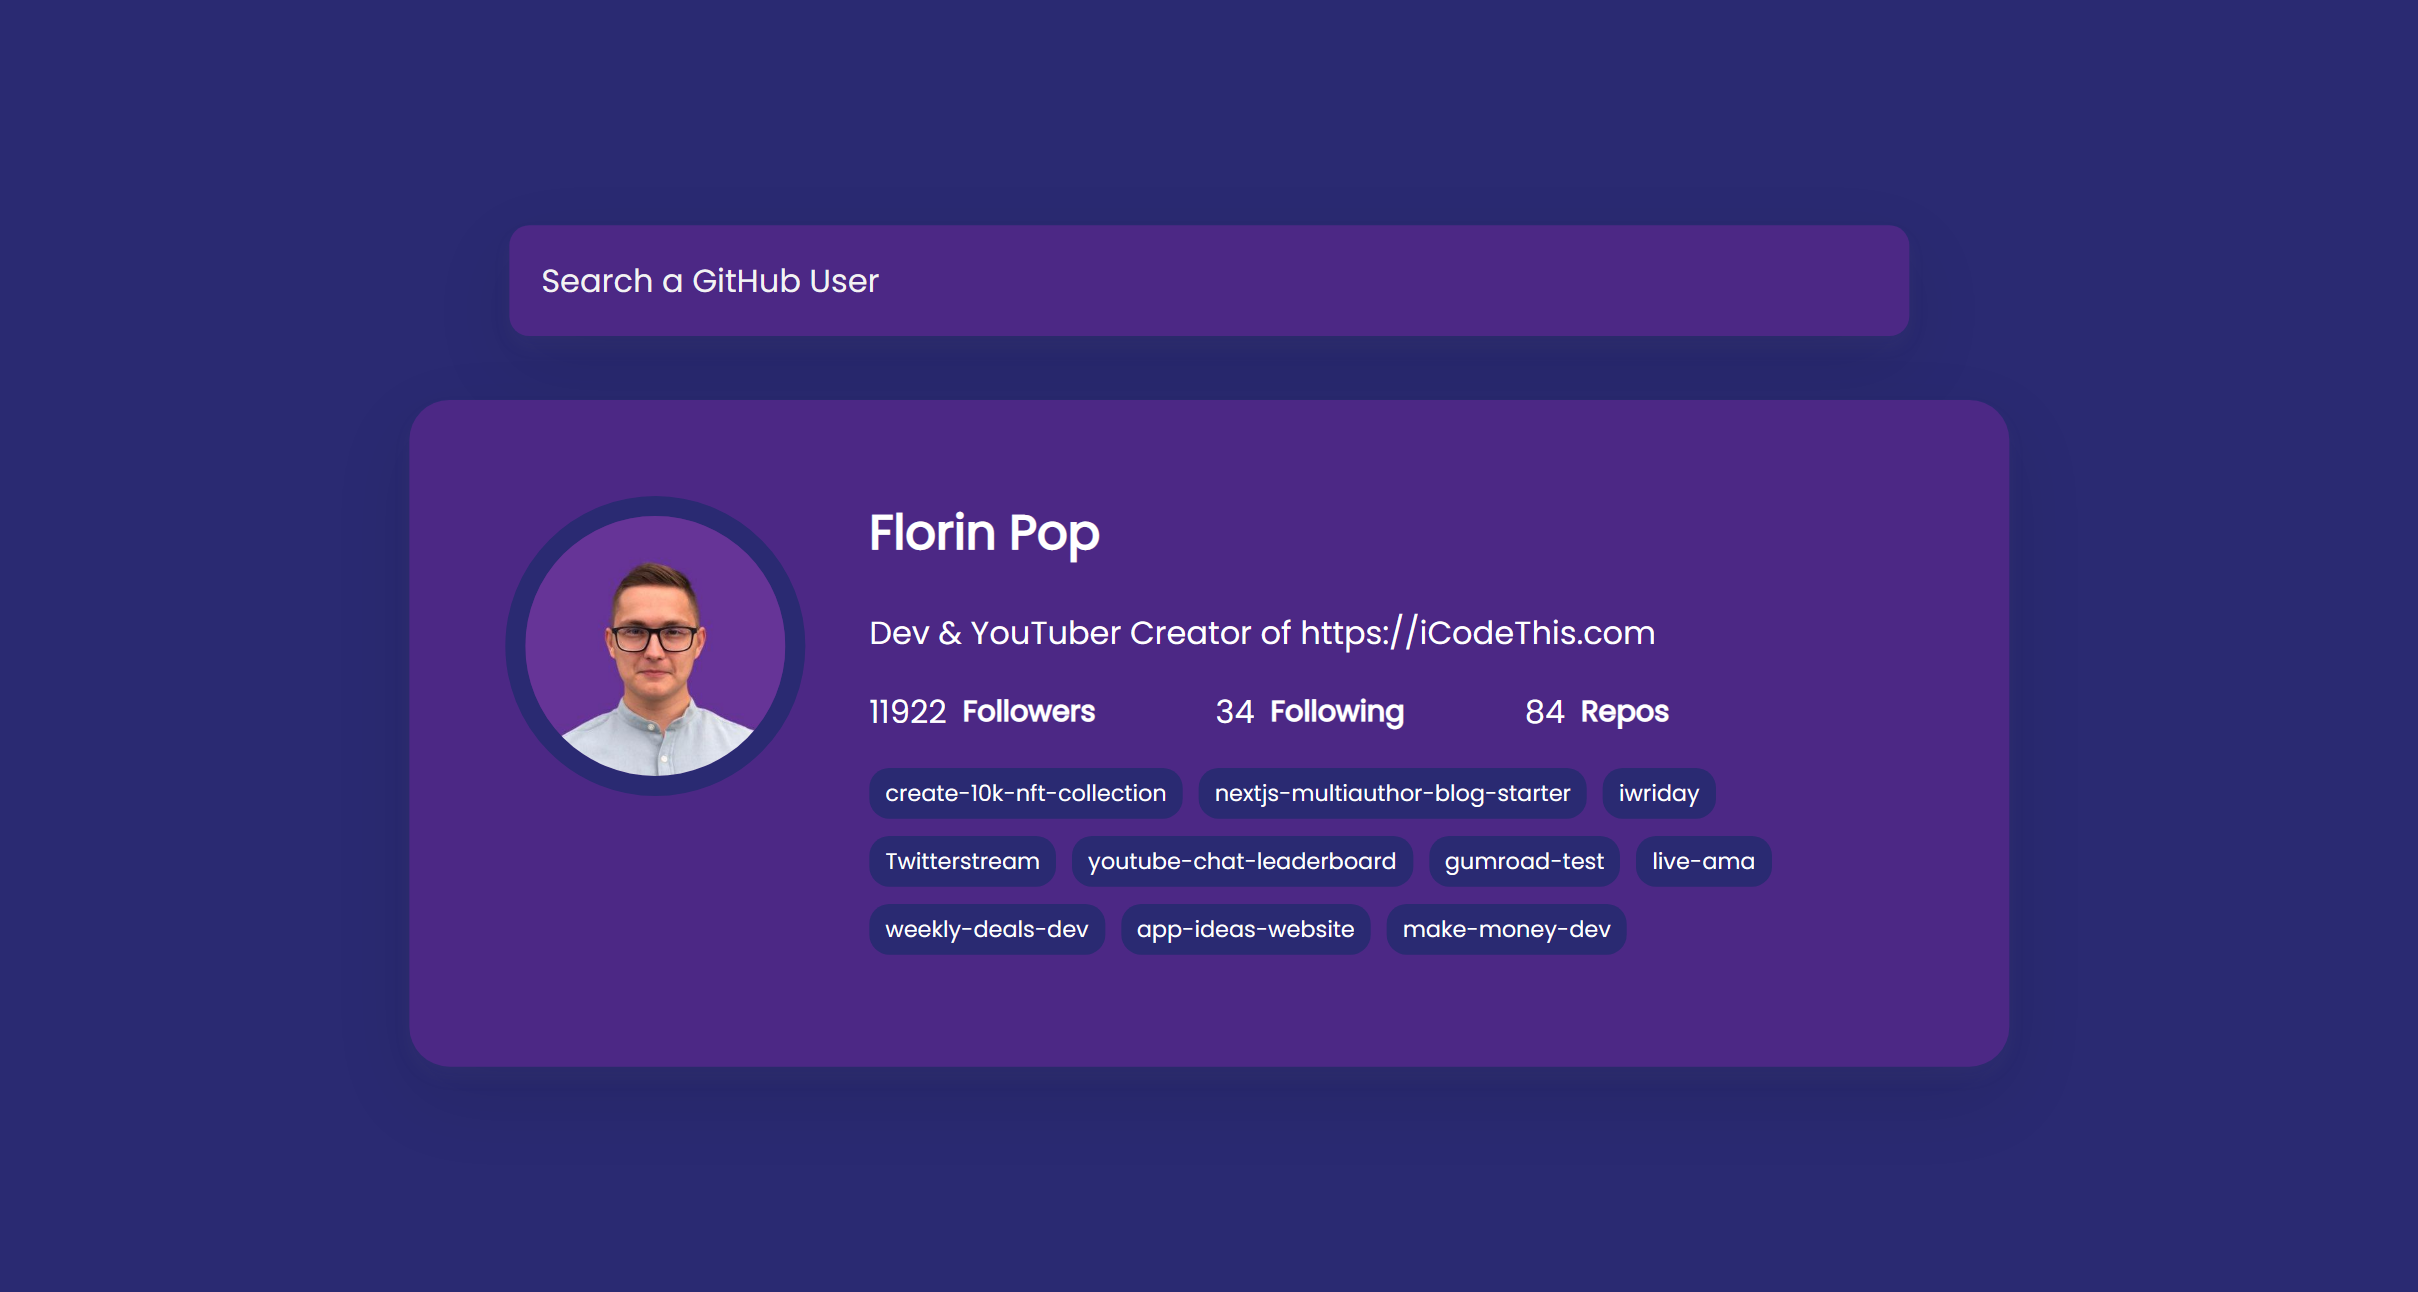 Search a GitHub User
Florin Pop
Dev & YouTuber Creator of https://iCodeThis.com
11922 Followers 34 Following 84 Repos
create-10k-nft-collection nextjs-multiauthor-blog-starter iwriday
Twitterstream youtube-chat-leaderboard gumroad-test live-ama
weekly-deals-dev app-ideas-website make-money-dev